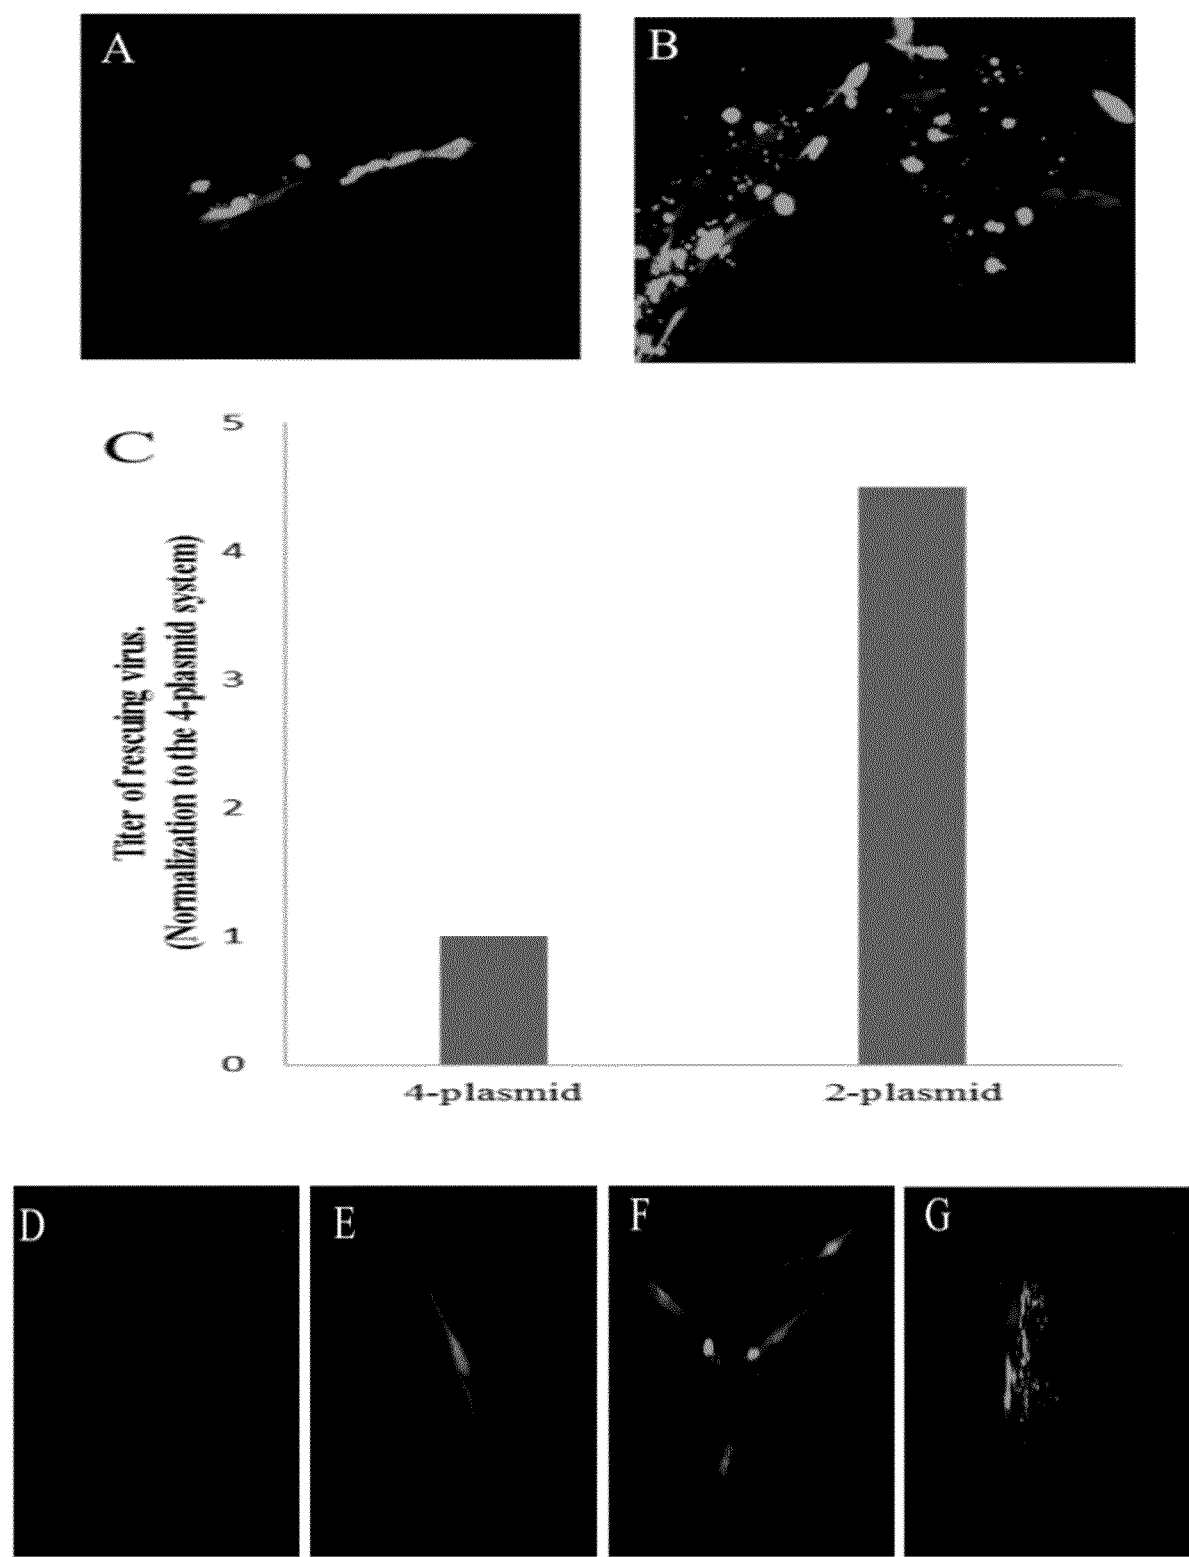 A
B
C
5
4
3
2
1
0
Titer of rescuing virus.
(Normalization to the 4-plasmid system)
4-plasmid
2-plasmid
D
E
F
G